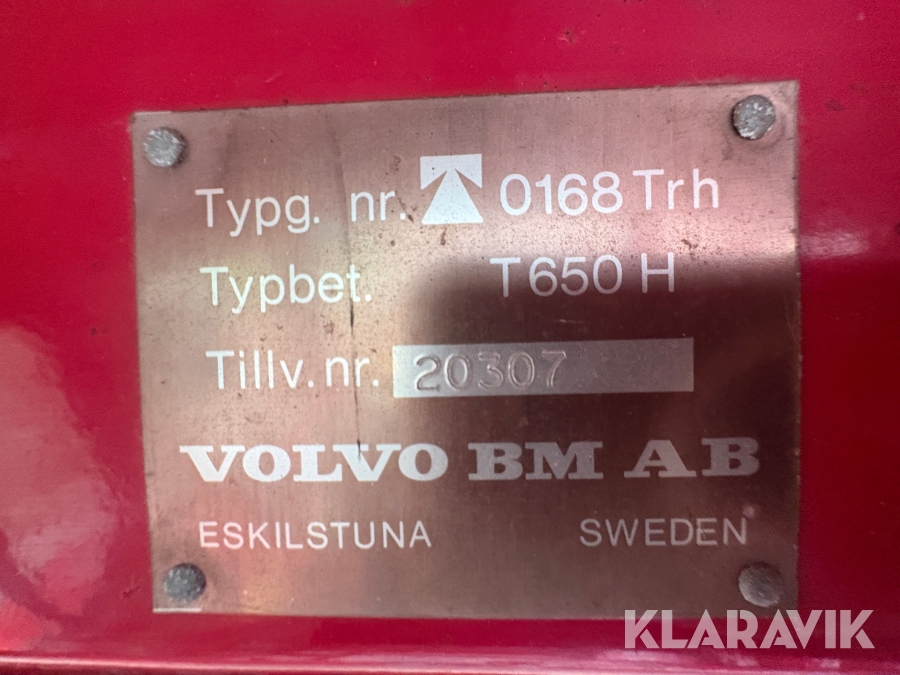 Typg. nr. 0168 Trh
Typbet. T650 H
Tillv. nr. 20307
VOLVO BM AB
ESKILSTUNA SWEDEN
KLARAVIK